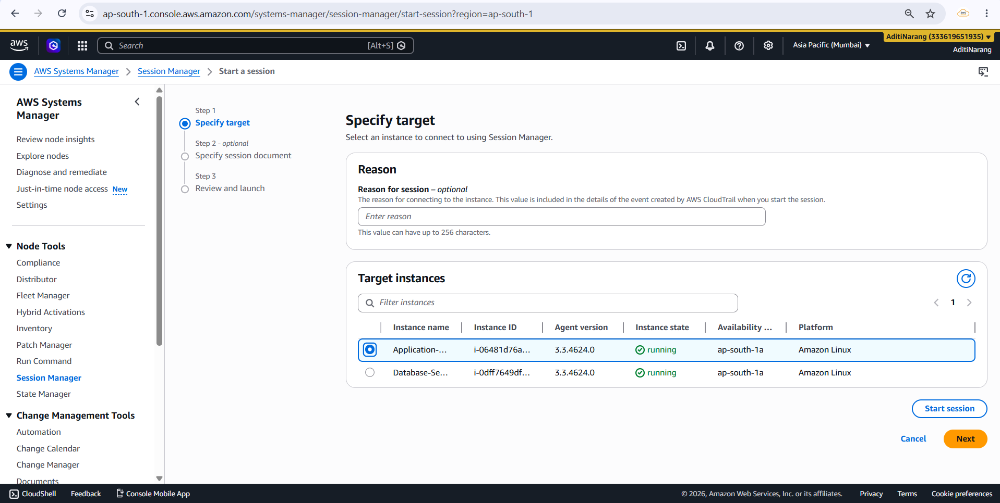 ap-south-1.console.aws.amazon.com/systems-manager/session-manager/start-session?region=ap-south-1
aws
Search
[Alt+S]
Asia Pacific (Mumbai)
AditiNarang (333619651935)
AditiNarang
AWS Systems Manager
Session Manager
Start a session
AWS Systems
Manager
Review node insights
Explore nodes
Diagnose and remediate
Just-in-time node access New
Settings
Node Tools
Compliance
Distributor
Fleet Manager
Hybrid Activations
Inventory
Patch Manager
Run Command
Session Manager
State Manager
Change Management Tools
Automation
Change Calendar
Change Manager
Documents
Step 1
Specify target
Step 2 - optional
Specify session document
Step 3
Review and launch
Specify target
Select an instance to connect to using Session Manager.
Reason
Reason for session – optional
The reason for connecting to the instance. This value is included in the details of the event created by AWS CloudTrail when you start the session.
Enter reason
This value can have up to 256 characters.
Target instances
Filter instances
1
Instance name Instance ID Agent version Instance state Availability ... Platform
Application-... i-06481d76a... 3.3.4624.0 running ap-south-1a Amazon Linux
Database-Se... i-0dff7649df... 3.3.4624.0 running ap-south-1a Amazon Linux
Start session
Cancel
Next
CloudShell
Feedback
Console Mobile App
© 2026, Amazon Web Services, Inc. or its affiliates.
Privacy
Terms
Cookie preferences